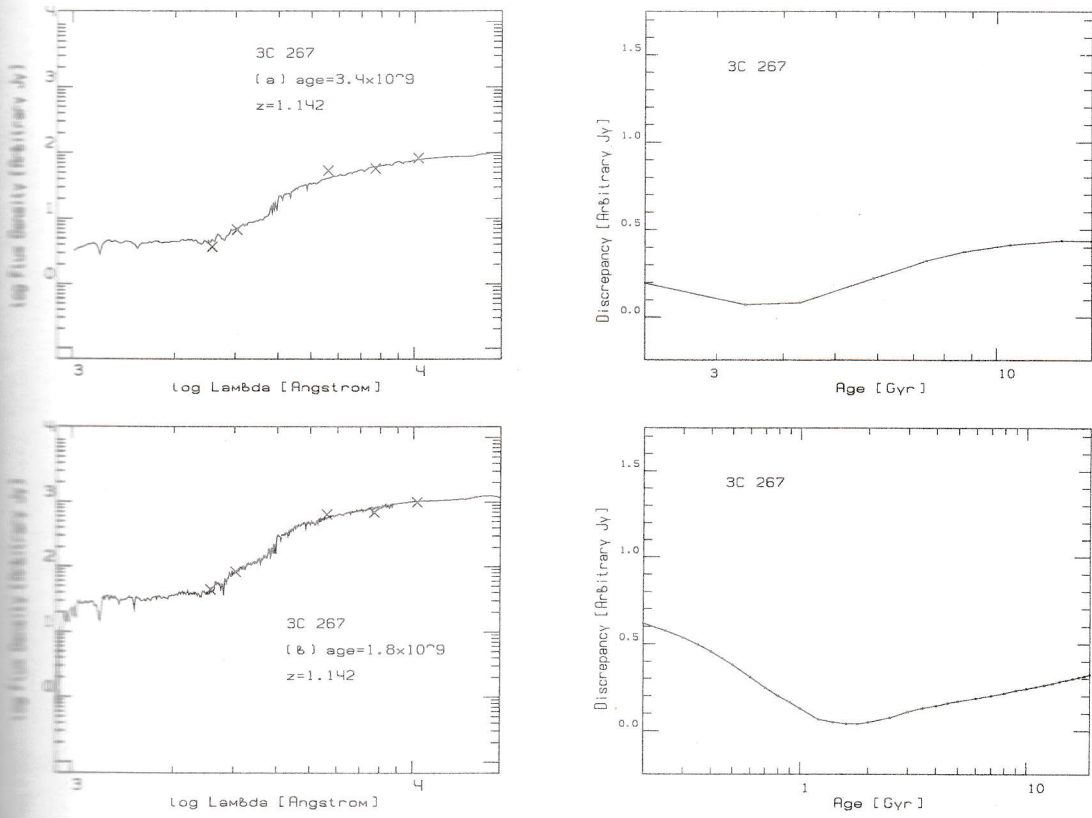 3C 267
(a) age=3.4x10^9
z=1.142
3
4
log Lambda [Angstrom]
3C 267
1.5
1.0
0.5
0.0
Discrepancy [Arbitrary Jy]
3
10
Age [Gyr]
3C 267
(b) age=1.8x10^9
z=1.142
3
4
log Lambda [Angstrom]
3C 267
1.5
1.0
0.5
0.0
Discrepancy [Arbitrary Jy]
1
10
Age [Gyr]